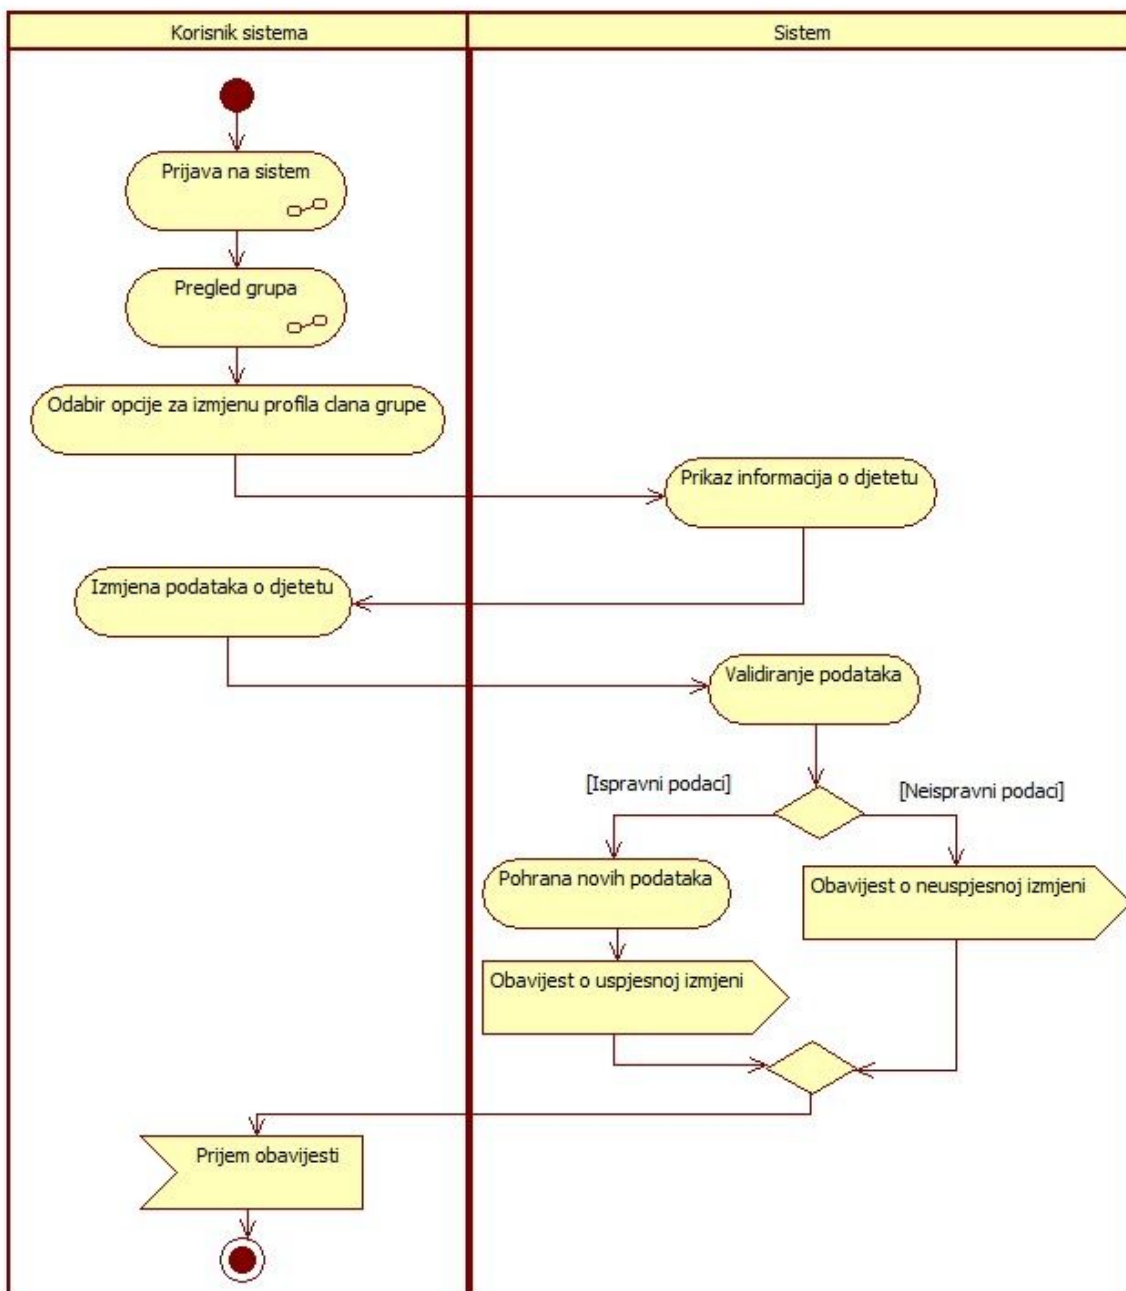 Korisnik sistema
Sistem
Prijava na sistem
Pregled grupa
Odabir opcije za izmjenu profila clana grupe
Prikaz informacija o djetetu
Izmjena podataka o djetetu
Validiranje podataka
[Ispravni podaci]
[Neispravni podaci]
Pohrana novih podataka
Obavijest o neuspjesnoj izmjeni
Obavijest o uspjesnoj izmjeni
Prijem obavijesti